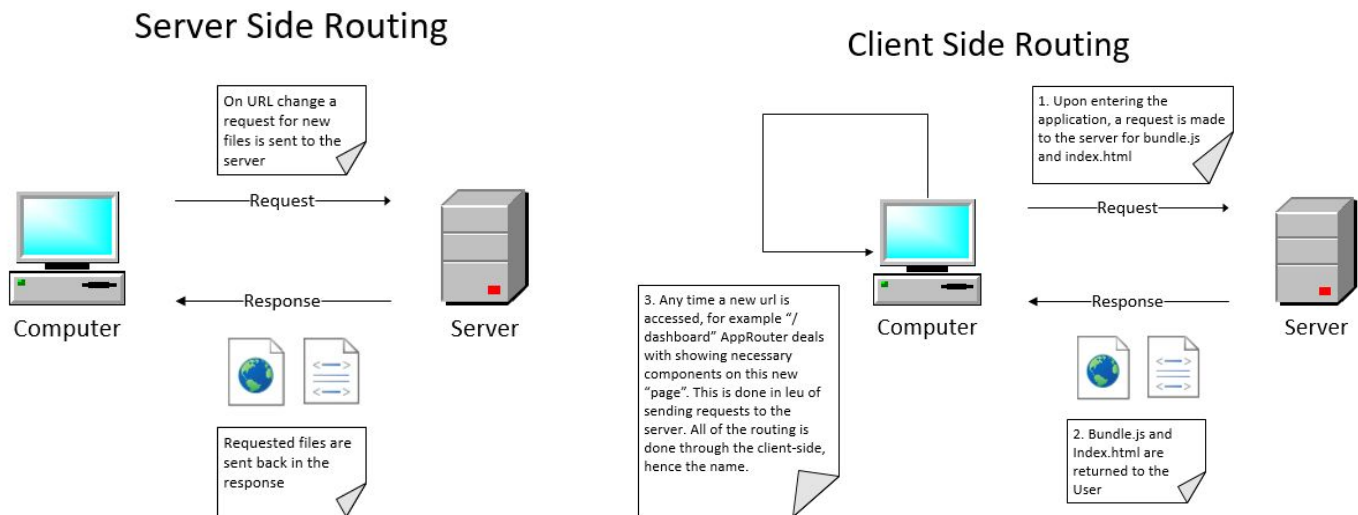 Server Side Routing
On URL change a
request for new
files is sent to the
server
Request
Response
Computer
Server
Requested files are
sent back in the
response
Client Side Routing
1. Upon entering the
application, a request is made
to the server for bundle.js
and index.html
Request
Response
Computer
Server
3. Any time a new url is
accessed, for example “/
dashboard” AppRouter deals
with showing necessary
components on this new
“page”. This is done in leu of
sending requests to the
server. All of the routing is
done through the client-side,
hence the name.
2. Bundle.js and
Index.html are
returned to the
User